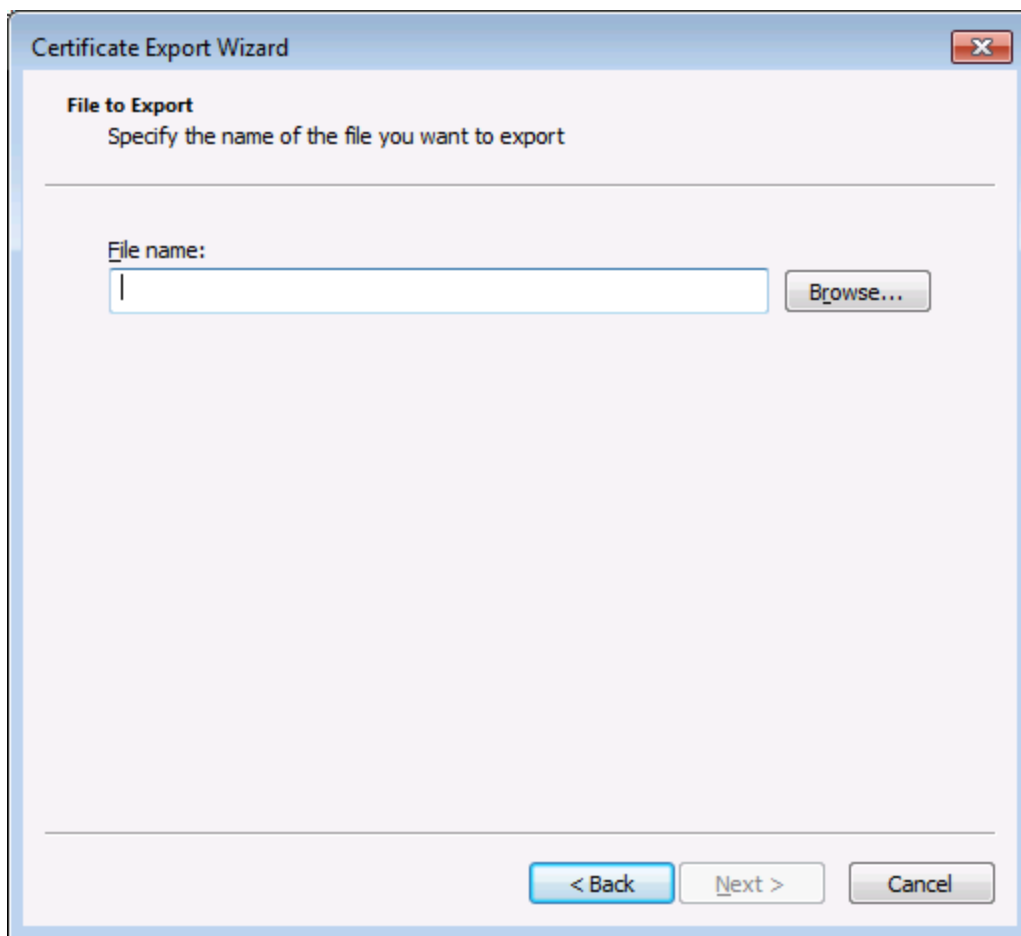 Certificate Export Wizard
File to Export
Specify the name of the file you want to export
File name:
Browse...
< Back
Next >
Cancel